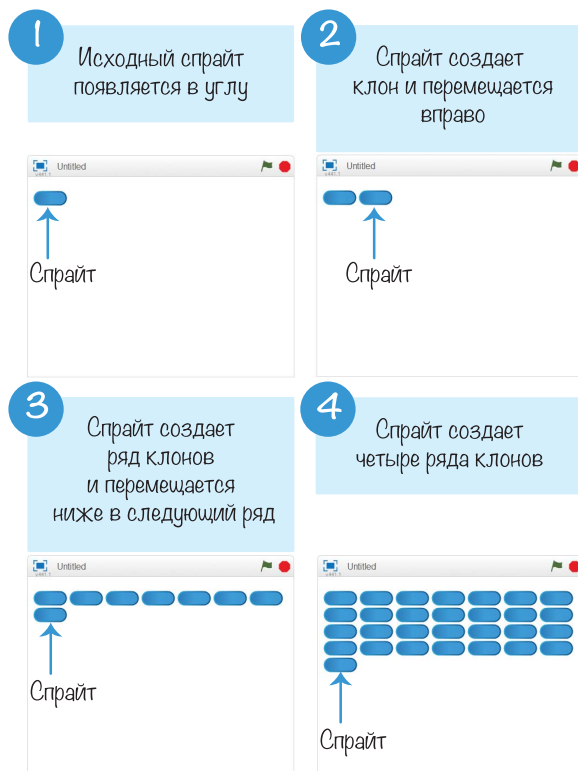 1
Исходный спрайт
появляется в углу
Untitled
Спрайт
2
Спрайт создает
клон и перемещается
вправо
Untitled
Спрайт
3
Спрайт создает
ряд клонов
и перемещается
ниже в следующий ряд
Untitled
Спрайт
4
Спрайт создает
четыре ряда клонов
Untitled
Спрайт